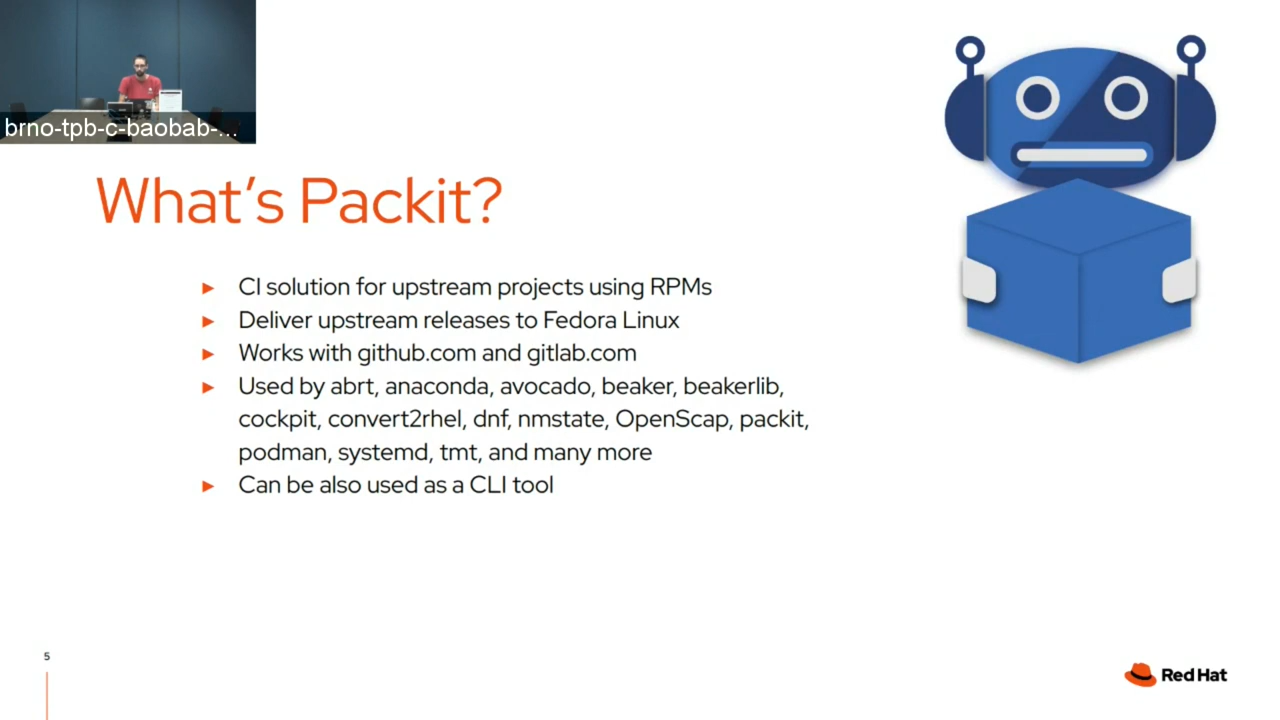 brno-tpb-c-baobab-...
What's Packit?
► CI solution for upstream projects using RPMs
► Deliver upstream releases to Fedora Linux
► Works with github.com and gitlab.com
► Used by abrt, anaconda, avocado, beaker, beakerlib,
cockpit, convert2rhel, dnf, nmstate, OpenScap, packit,
podman, systemd, tmt, and many more
► Can be also used as a CLI tool
5
Red Hat